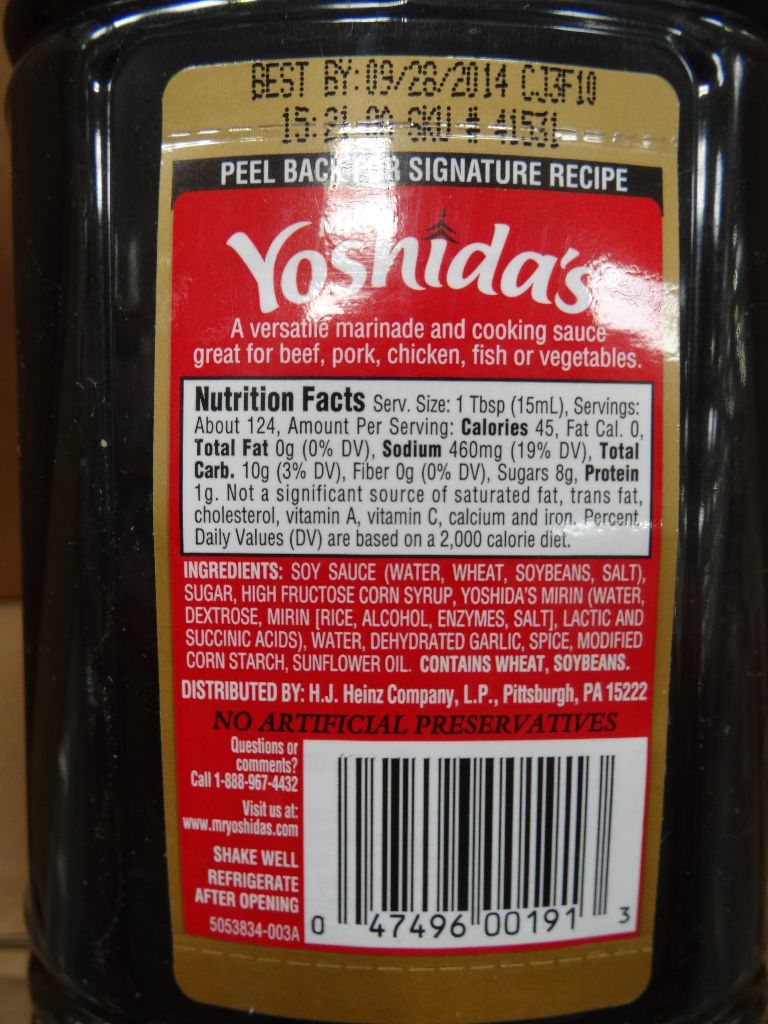 BEST BY: 09/28/2014 CJ3F10
15: SKU # 41531
PEEL BACK SIGNATURE RECIPE
Yoshida's
A versatile marinade and cooking sauce
great for beef, pork, chicken, fish or vegetables.
Nutrition Facts Serv. Size: 1 Tbsp (15mL), Servings:
About 124, Amount Per Serving: Calories 45, Fat Cal. 0,
Total Fat 0g (0% DV), Sodium 460mg (19% DV), Total
Carb. 10g (3% DV), Fiber 0g (0% DV), Sugars 8g, Protein
1g. Not a significant source of saturated fat, trans fat,
cholesterol, vitamin A, vitamin C, calcium and iron. Percent
Daily Values (DV) are based on a 2,000 calorie diet.
INGREDIENTS: SOY SAUCE (WATER, WHEAT, SOYBEANS, SALT),
SUGAR, HIGH FRUCTOSE CORN SYRUP, YOSHIDA'S MIRIN (WATER,
DEXTROSE, MIRIN [RICE, ALCOHOL, ENZYMES, SALT], LACTIC AND
SUCCINIC ACIDS), WATER, DEHYDRATED GARLIC, SPICE, MODIFIED
CORN STARCH, SUNFLOWER OIL. CONTAINS WHEAT, SOYBEANS.
DISTRIBUTED BY: H.J. Heinz Company, L.P., Pittsburgh, PA 15222
NO ARTIFICIAL PRESERVATIVES
Questions or
comments?
Call 1-888-967-4432
Visit us at:
www.mryoshidas.com
SHAKE WELL
REFRIGERATE
AFTER OPENING
5053834-003A
0 47496 00191 3